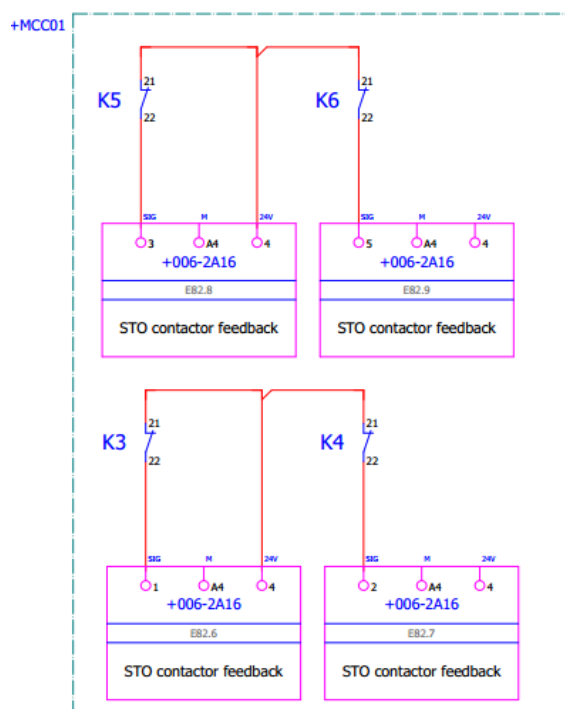 +MCC01
21
21
K5
K6
22
22
SIG M 24V
SIG M 24V
3 A4 4
5 A4 4
+006-2A16
+006-2A16
E82.8
E82.9
STO contactor feedback
STO contactor feedback
21
21
K3
K4
22
22
SIG M 24V
SIG M 24V
1 A4 4
2 A4 4
+006-2A16
+006-2A16
E82.6
E82.7
STO contactor feedback
STO contactor feedback